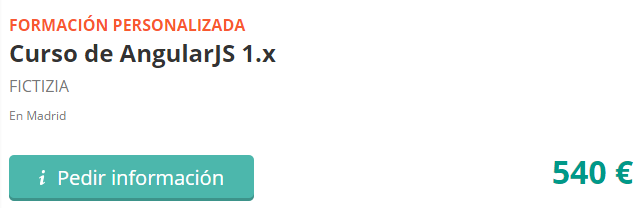 FORMACIÓN PERSONALIZADA
Curso de AngularJS 1.x
FICTIZIA
En Madrid
i Pedir información
540 €